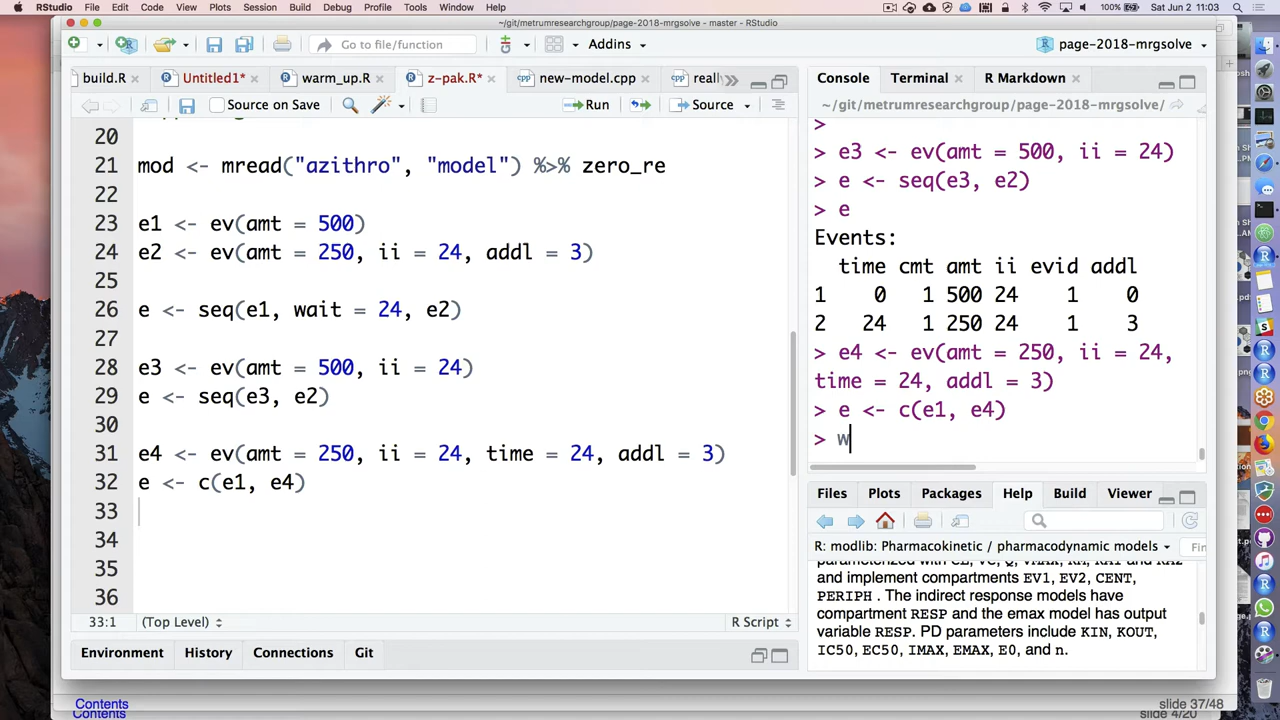 RStudio File Edit Code View Plots Session Build Debug Profile Tools Window Help 100% Sat Jun 2 11:03
~/git/metrumresearchgroup/page-2018-mrgsolve - master - RStudio
Go to file/function Addins page-2018-mrgsolve
build.R Untitled1* warm_up.R z-pak.R* new-model.cpp real
Source on Save Run Source
20
21 mod <- mread("azithro", "model") %>% zero_re
22
23 e1 <- ev(amt = 500)
24 e2 <- ev(amt = 250, ii = 24, addl = 3)
25
26 e <- seq(e1, wait = 24, e2)
27
28 e3 <- ev(amt = 500, ii = 24)
29 e <- seq(e3, e2)
30
31 e4 <- ev(amt = 250, ii = 24, time = 24, addl = 3)
32 e <- c(e1, e4)
33
34
35
36
33:1 (Top Level) R Script
Environment History Connections Git
Console Terminal R Markdown
~/git/metrumresearchgroup/page-2018-mrgsolve/
>
> e3 <- ev(amt = 500, ii = 24)
> e <- seq(e3, e2)
> e
Events:
time cmt amt ii evid addl
1 0 1 500 24 1 0
2 24 1 250 24 1 3
> e4 <- ev(amt = 250, ii = 24,
time = 24, addl = 3)
> e <- c(e1, e4)
> w
Files Plots Packages Help Build Viewer
R: modlib: Pharmacokinetic / pharmacodynamic models Fin
and implement compartments EV1, EV2, CENT,
PERIPH . The indirect response models have
compartment RESP and the emax model has output
variable RESP. PD parameters include KIN, KOUT,
IC50, EC50, IMAX, EMAX, E0, and n.
Contents slide 37/48
Contents slide 4/20